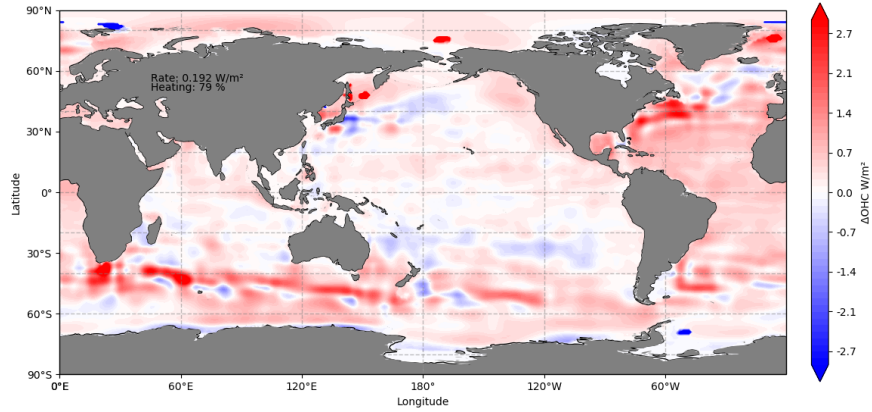 90°N
60°N
30°N
0°
30°S
60°S
90°S
Latitude
Rate: 0.192 W/m²
Heating: 79 %
0°E
60°E
120°E
180°
120°W
60°W
Longitude
2.7
2.1
1.4
0.7
0.0
-0.7
-1.4
-2.1
-2.7
ΔOHC W/m²